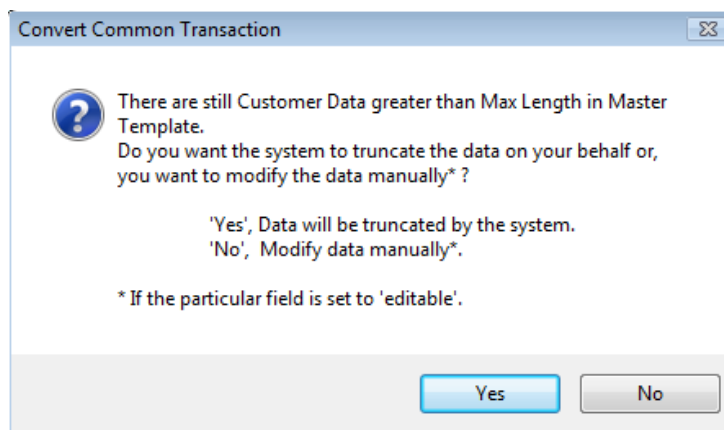 Convert Common Transaction
There are still Customer Data greater than Max Length in Master
Template.
Do you want the system to truncate the data on your behalf or,
you want to modify the data manually* ?
'Yes', Data will be truncated by the system.
'No',  Modify data manually*.
* If the particular field is set to 'editable'.
Yes
No